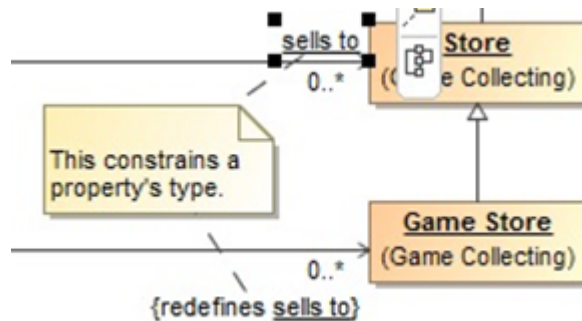 sells to
Store
0..*
e Collecting)
This constrains a
property's type.
Game Store
(Game Collecting)
0..*
{redefines sells to}